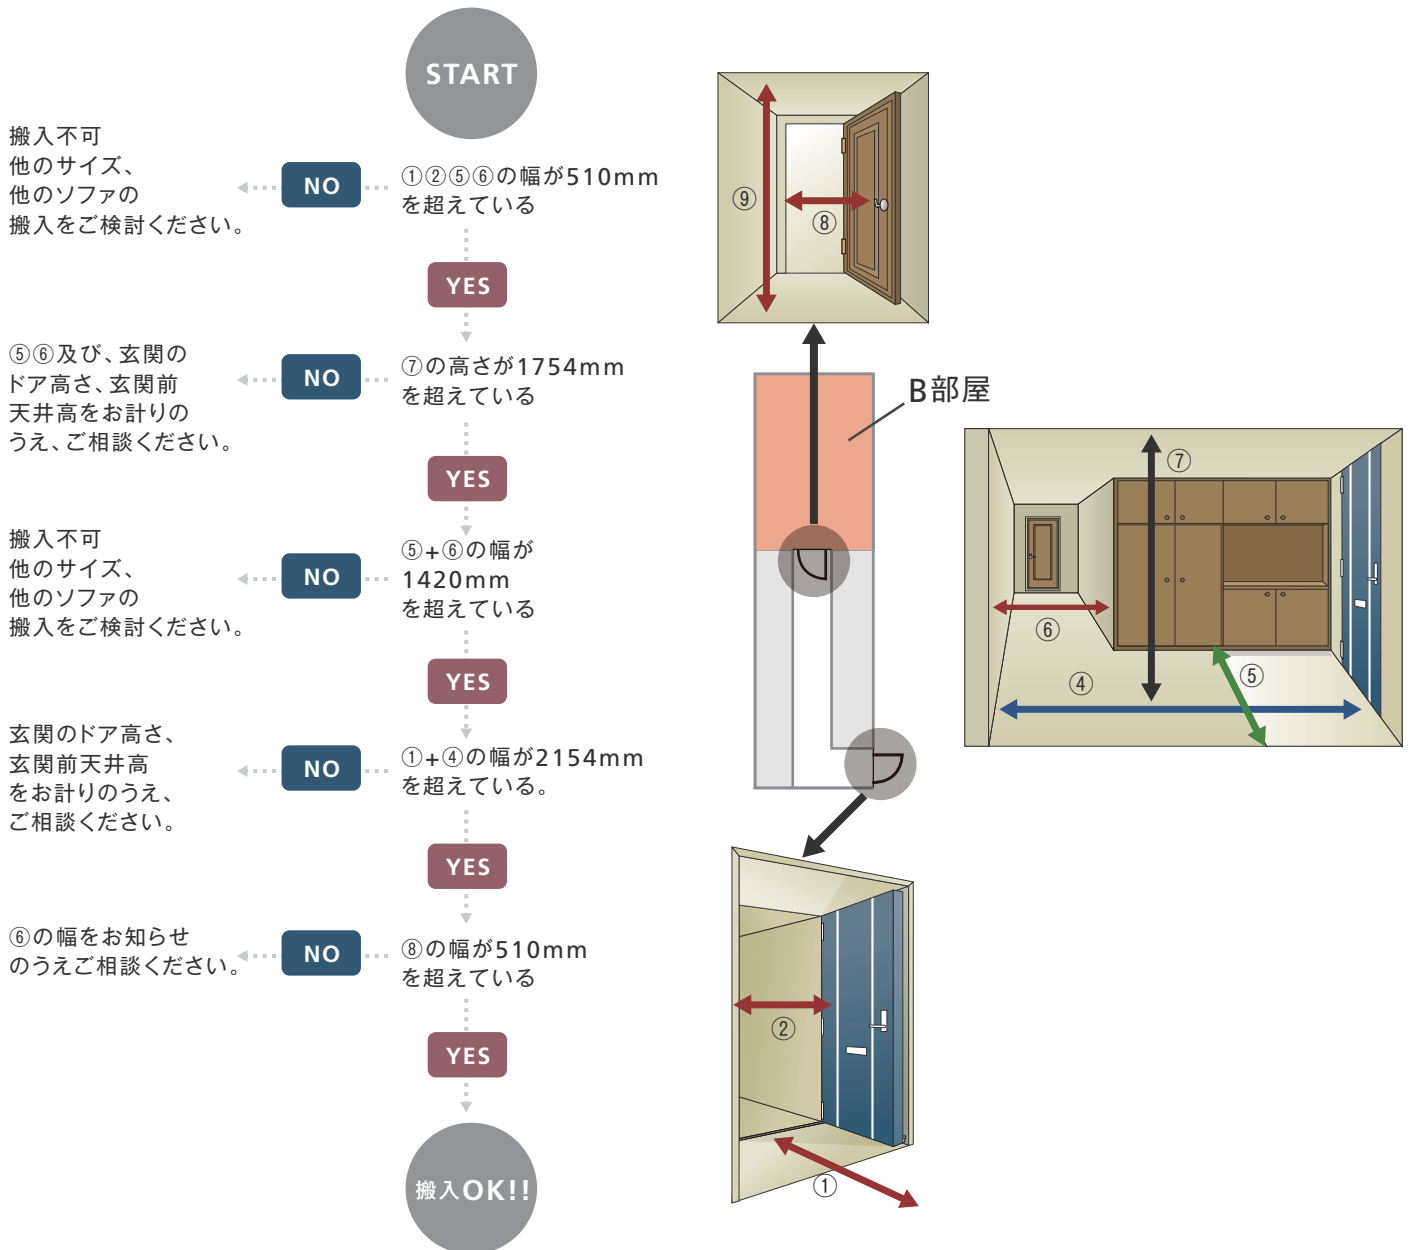 START
①②⑤⑥の幅が510mm
を超えている
NO
搬入不可
他のサイズ、
他のソファの
搬入をご検討ください。
YES
⑦の高さが1754mm
を超えている
NO
⑤⑥及び、玄関の
ドア高さ、玄関前
天井高をお計りの
うえ、ご相談ください。
YES
⑤+⑥の幅が
1420mm
を超えている
NO
搬入不可
他のサイズ、
他のソファの
搬入をご検討ください。
YES
①+④の幅が2154mm
を超えている。
NO
玄関のドア高さ、
玄関前天井高
をお計りのうえ、
ご相談ください。
YES
⑧の幅が510mm
を超えている
NO
⑥の幅をお知らせ
のうえご相談ください。
YES
搬入OK!!
⑨
⑧
B部屋
⑦
⑥
⑤
④
②
①